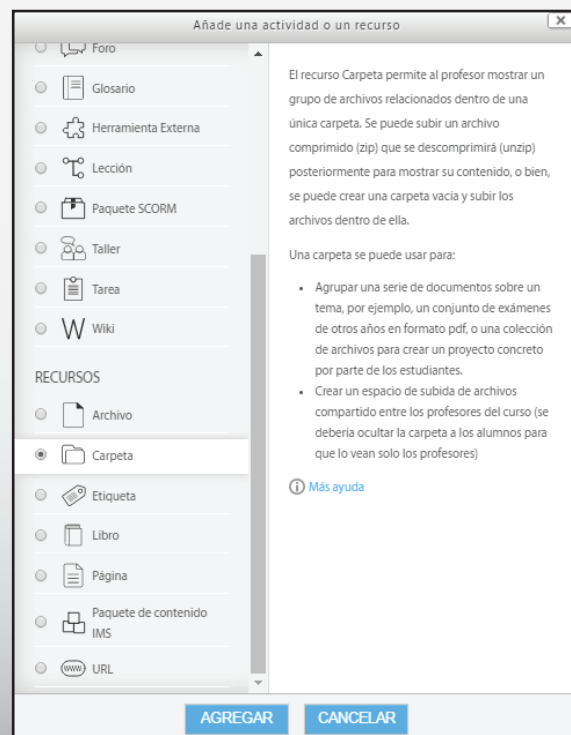 Añade una actividad o un recurso
Foro
Glosario
Herramienta Externa
Lección
Paquete SCORM
Taller
Tarea
Wiki
RECURSOS
Archivo
Carpeta
Etiqueta
Libro
Página
Paquete de contenido
IMS
URL
El recurso Carpeta permite al profesor mostrar un
grupo de archivos relacionados dentro de una
única carpeta. Se puede subir un archivo
comprimido (zip) que se descomprimirá (unzip)
posteriormente para mostrar su contenido, o bien,
se puede crear una carpeta vacía y subir los
archivos dentro de ella.
Una carpeta se puede usar para:
• Agrupar una serie de documentos sobre un
tema, por ejemplo, un conjunto de exámenes
de otros años en formato pdf, o una colección
de archivos para crear un proyecto concreto
por parte de los estudiantes.
• Crear un espacio de subida de archivos
compartido entre los profesores del curso (se
debería ocultar la carpeta a los alumnos para
que lo vean solo los profesores)
Más ayuda
AGREGAR
CANCELAR